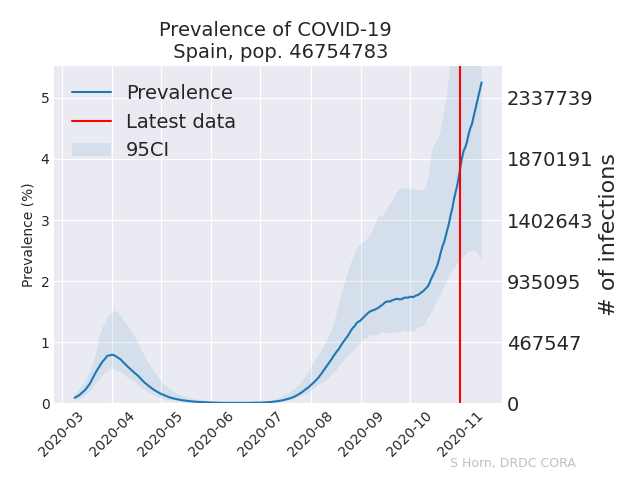 Prevalence of COVID-19
Spain, pop. 46754783
Prevalence
Latest data
95CI
Prevalence (%)
5
4
3
2
1
0
2337739
1870191
1402643
935095
467547
0
# of infections
2020-03
2020-04
2020-05
2020-06
2020-07
2020-08
2020-09
2020-10
2020-11
S Horn, DRDC CORA